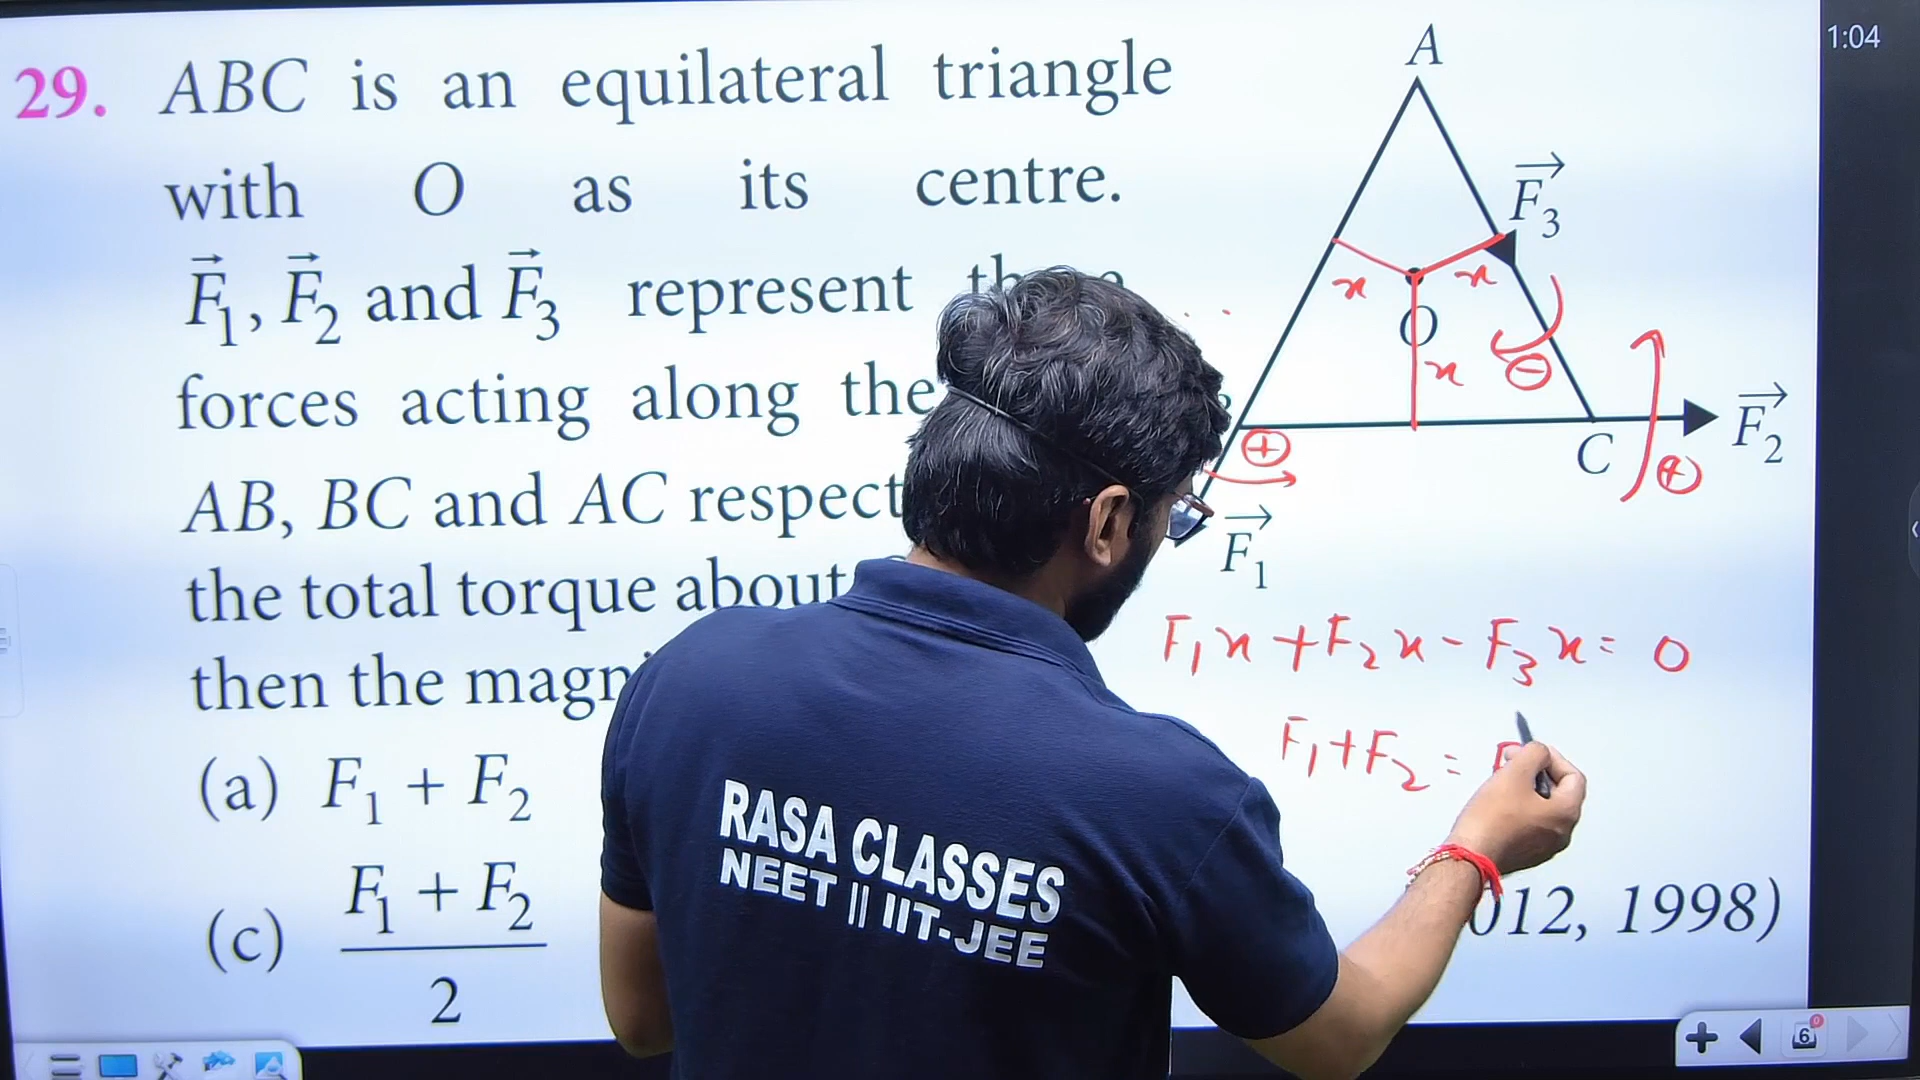 29. ABC is an equilateral triangle
with O as its centre.
F⃗₁, F⃗₂ and F⃗₃ represent
forces acting along the
AB, BC and AC
the total torque about
then the
(a) F₁ + F₂
(c) (F₁ + F₂)/2
012, 1998)
A
F⃗₃
x x
O
x ⊖
⊕
C ⊕
F⃗₂
F⃗₁
F₁x + F₂x - F₃x = 0
F₁ + F₂ =
1:04
RASA CLASSES
NEET || IIT-JEE
6
0